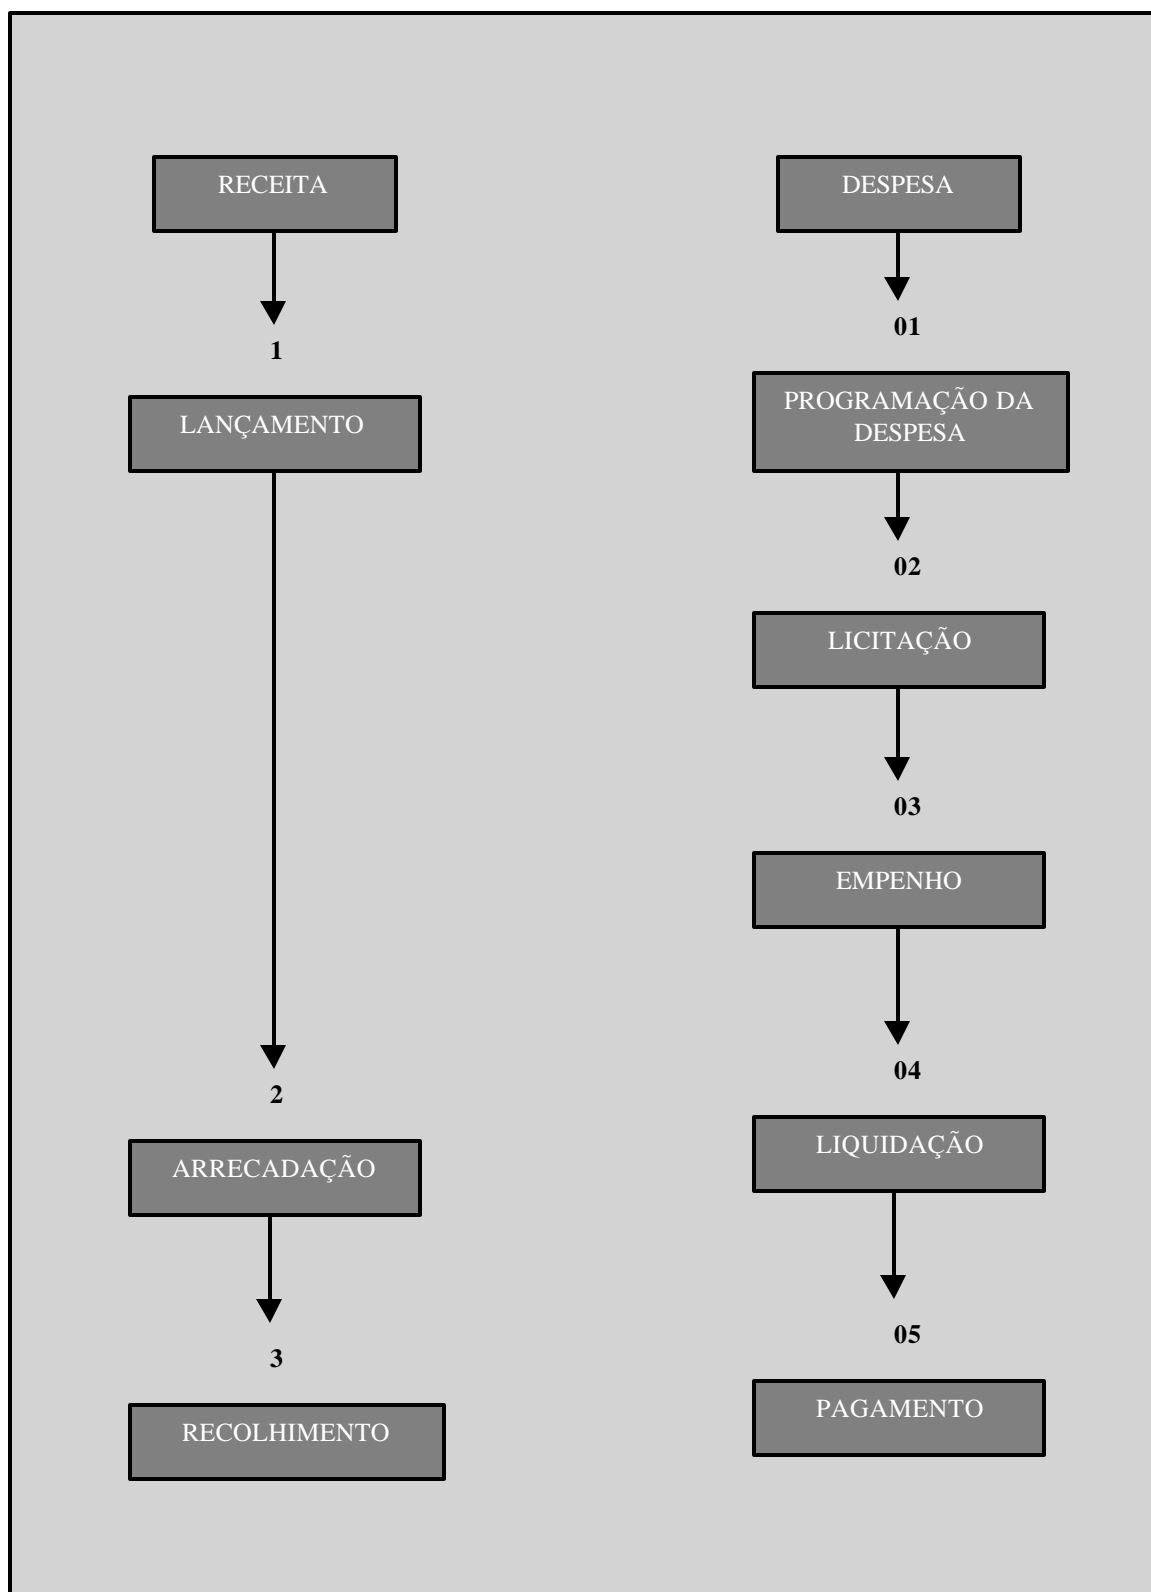 RECEITA
1
LANÇAMENTO
2
ARRECADAÇÃO
3
RECOLHIMENTO
DESPESA
01
PROGRAMAÇÃO DA
DESPESA
02
LICITAÇÃO
03
EMPENHO
04
LIQUIDAÇÃO
05
PAGAMENTO